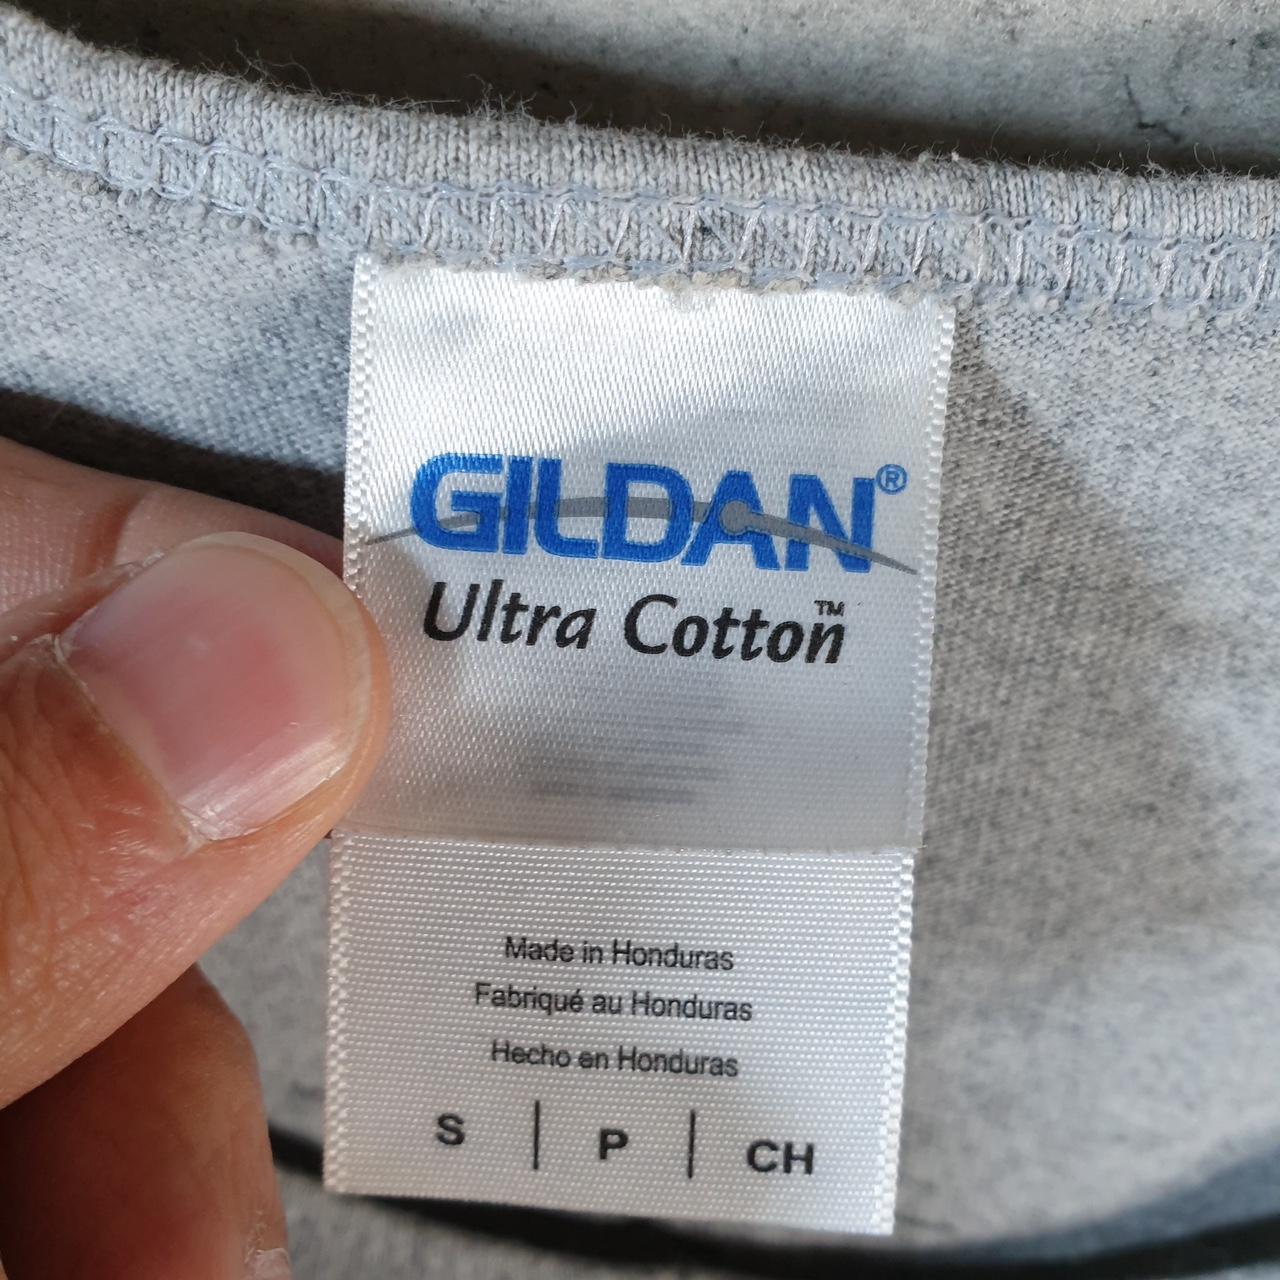 GILDAN®
Ultra Cotton™
Made in Honduras
Fabriqué au Honduras
Hecho en Honduras
S | P | CH